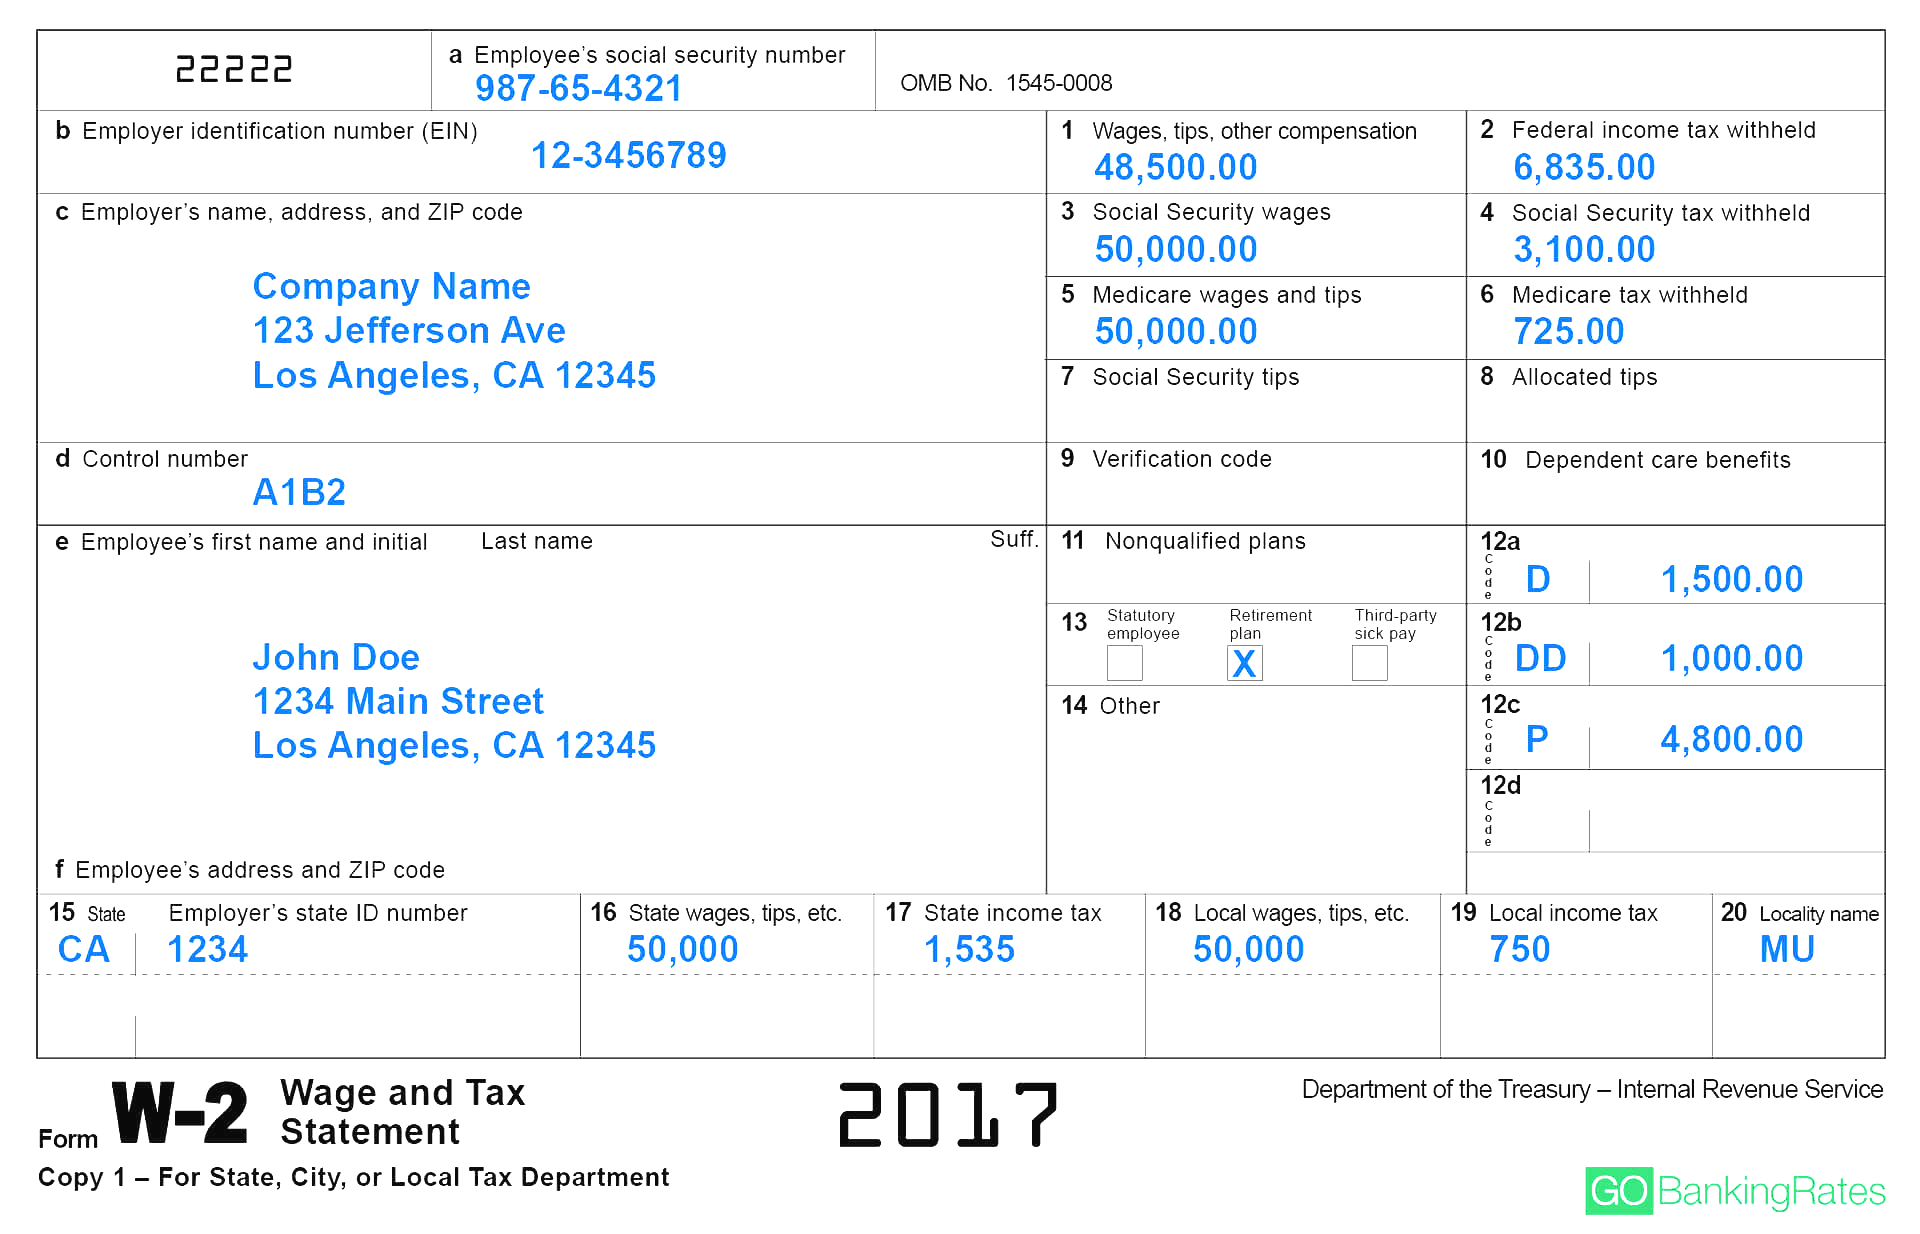 22222
a Employee's social security number
987-65-4321
OMB No. 1545-0008
b Employer identification number (EIN)
12-3456789
1 Wages, tips, other compensation
48,500.00
2 Federal income tax withheld
6,835.00
c Employer's name, address, and ZIP code
Company Name
123 Jefferson Ave
Los Angeles, CA 12345
3 Social Security wages
50,000.00
4 Social Security tax withheld
3,100.00
5 Medicare wages and tips
50,000.00
6 Medicare tax withheld
725.00
7 Social Security tips
8 Allocated tips
d Control number
A1B2
9 Verification code
10 Dependent care benefits
e Employee's first name and initial Last name Suff.
John Doe
1234 Main Street
Los Angeles, CA 12345
f Employee's address and ZIP code
11 Nonqualified plans
12a
Code D 1,500.00
13 Statutory employee Retirement plan Third-party sick pay
X
12b
Code DD 1,000.00
14 Other
12c
Code P 4,800.00
12d
Code
15 State Employer's state ID number
CA 1234
16 State wages, tips, etc.
50,000
17 State income tax
1,535
18 Local wages, tips, etc.
50,000
19 Local income tax
750
20 Locality name
MU
Form W-2 Wage and Tax
Statement
2017
Department of the Treasury – Internal Revenue Service
Copy 1 – For State, City, or Local Tax Department
GOBankingRates